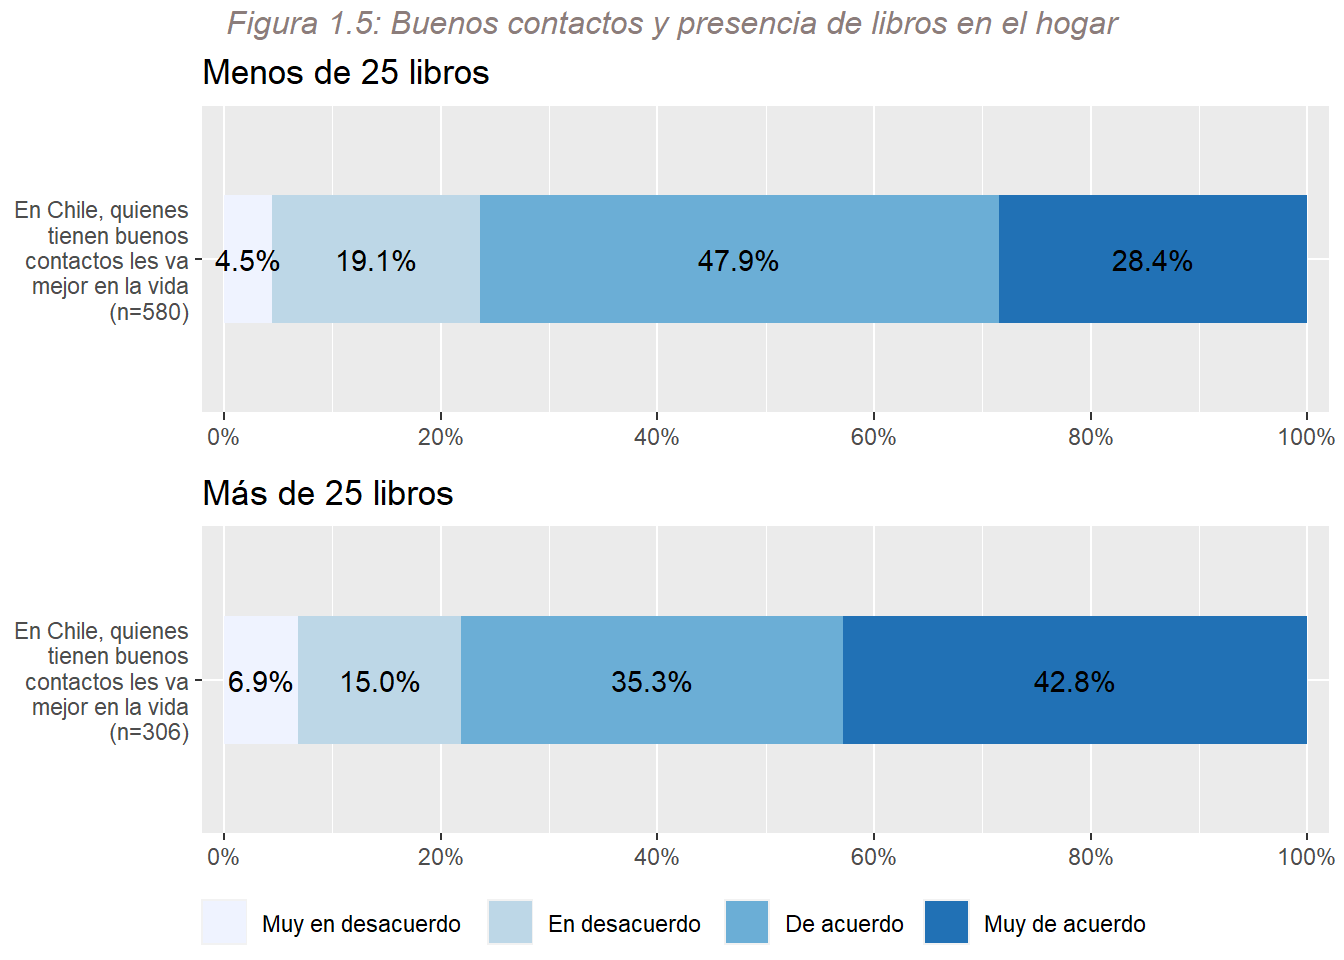 Figura 1.5: Buenos contactos y presencia de libros en el hogar
Menos de 25 libros
En Chile, quienes
tienen buenos
contactos les va
mejor en la vida
(n=580)
4.5%
19.1%
47.9%
28.4%
0%
20%
40%
60%
80%
100%
Más de 25 libros
En Chile, quienes
tienen buenos
contactos les va
mejor en la vida
(n=306)
6.9%
15.0%
35.3%
42.8%
0%
20%
40%
60%
80%
100%
Muy en desacuerdo
En desacuerdo
De acuerdo
Muy de acuerdo